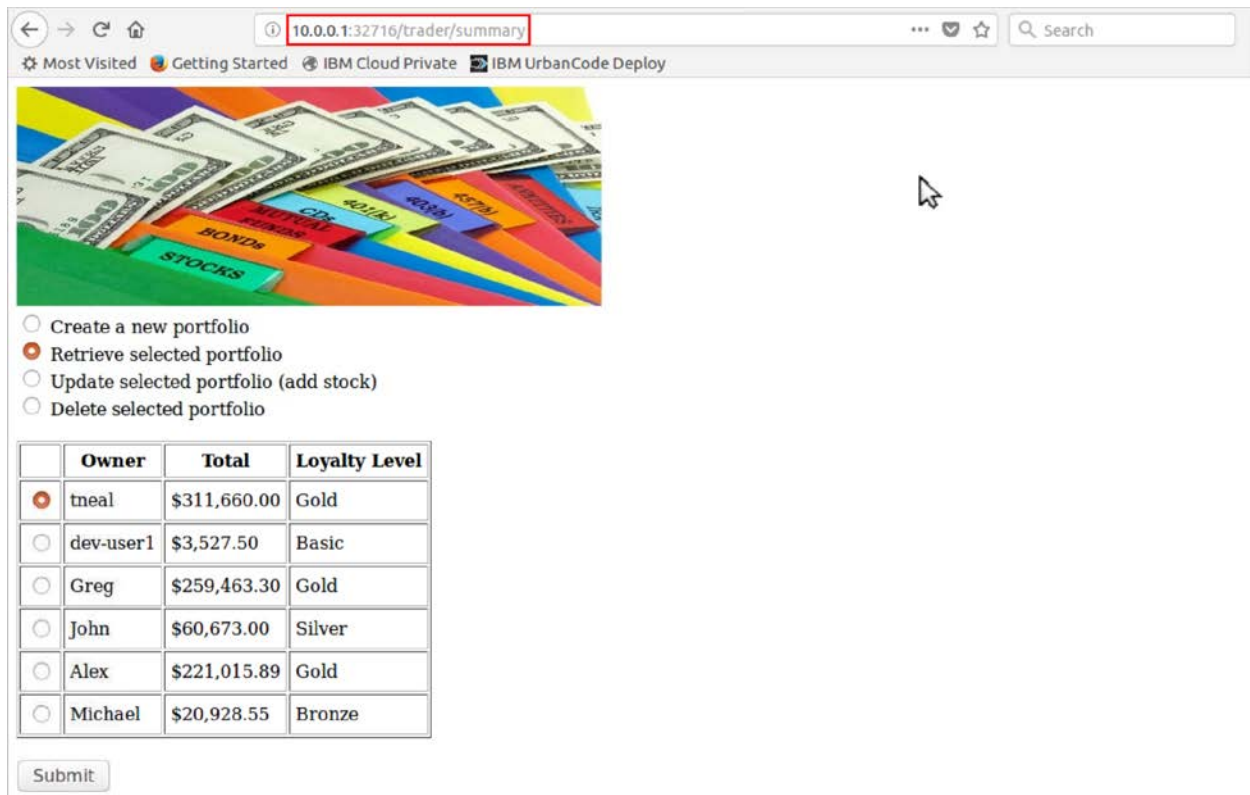 10.0.0.1:32716/trader/summary
Search
Most Visited Getting Started IBM Cloud Private IBM UrbanCode Deploy
100
100
STOCKS
BONDs
MUTUAL FUNDS
CDs
401(k)
403(b)
457(b)
ANNUITIES
Create a new portfolio
Retrieve selected portfolio
Update selected portfolio (add stock)
Delete selected portfolio
Owner Total Loyalty Level
tneal $311,660.00 Gold
dev-user1 $3,527.50 Basic
Greg $259,463.30 Gold
John $60,673.00 Silver
Alex $221,015.89 Gold
Michael $20,928.55 Bronze
Submit